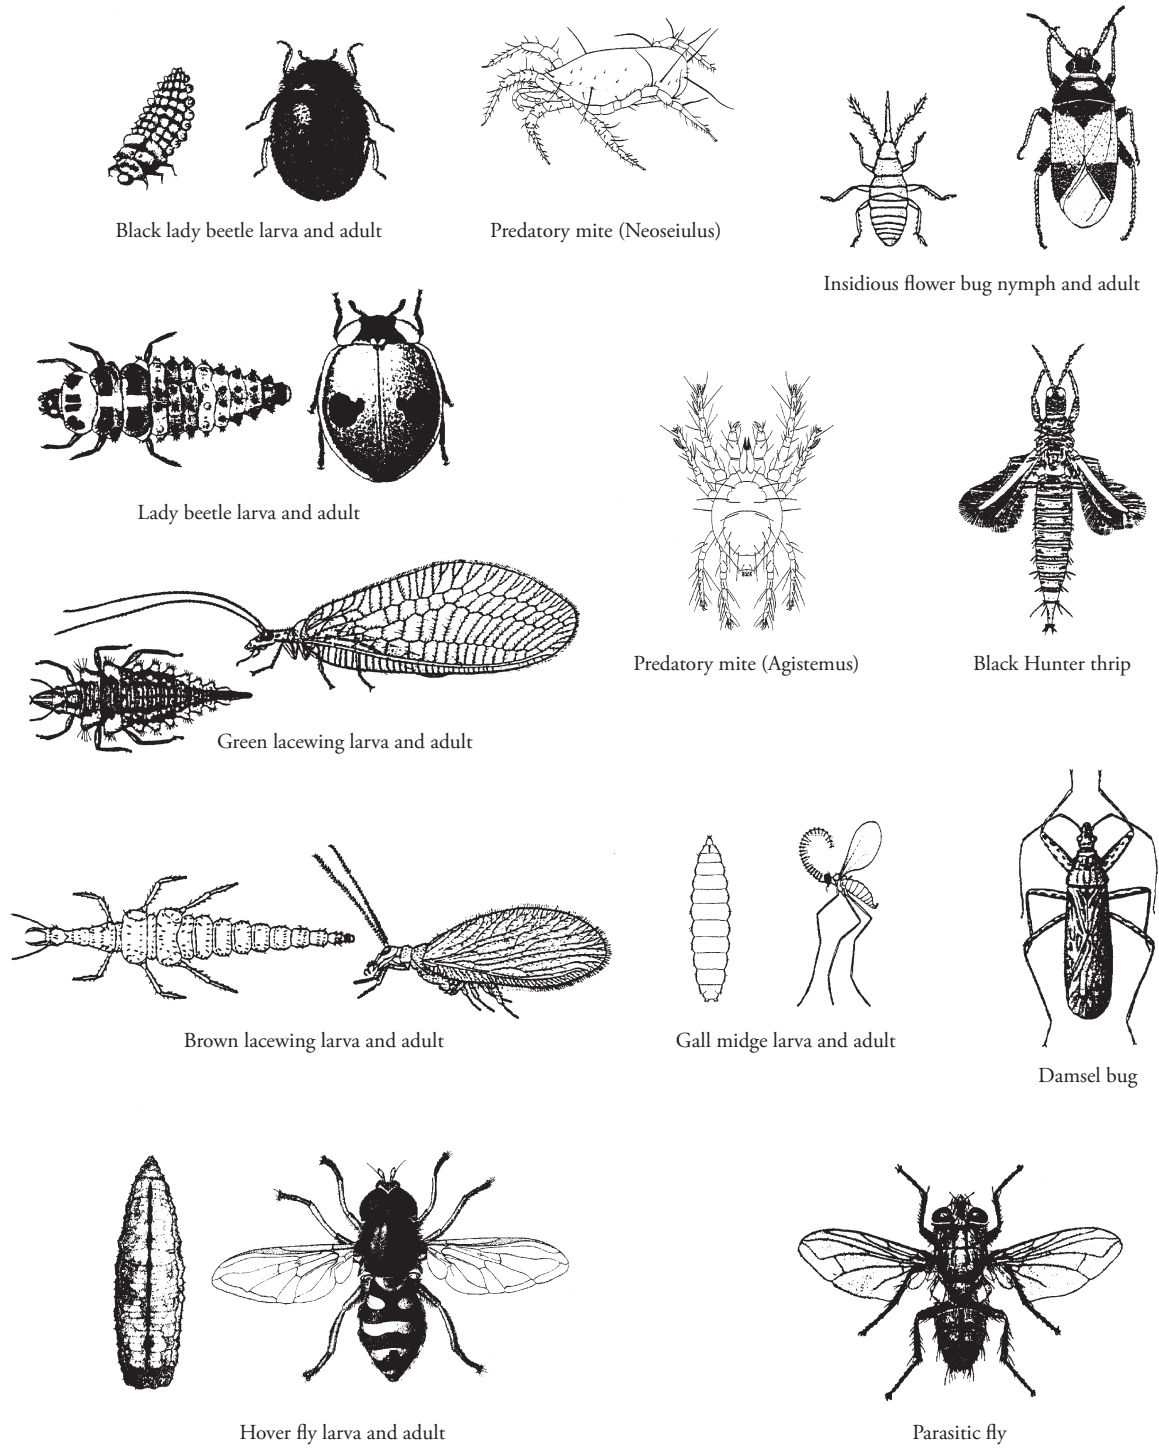 Black lady beetle larva and adult
Predatory mite (Neoseiulus)
Insidious flower bug nymph and adult
Lady beetle larva and adult
Predatory mite (Agistemus)
Black Hunter thrip
Green lacewing larva and adult
Brown lacewing larva and adult
Gall midge larva and adult
Damsel bug
Hover fly larva and adult
Parasitic fly